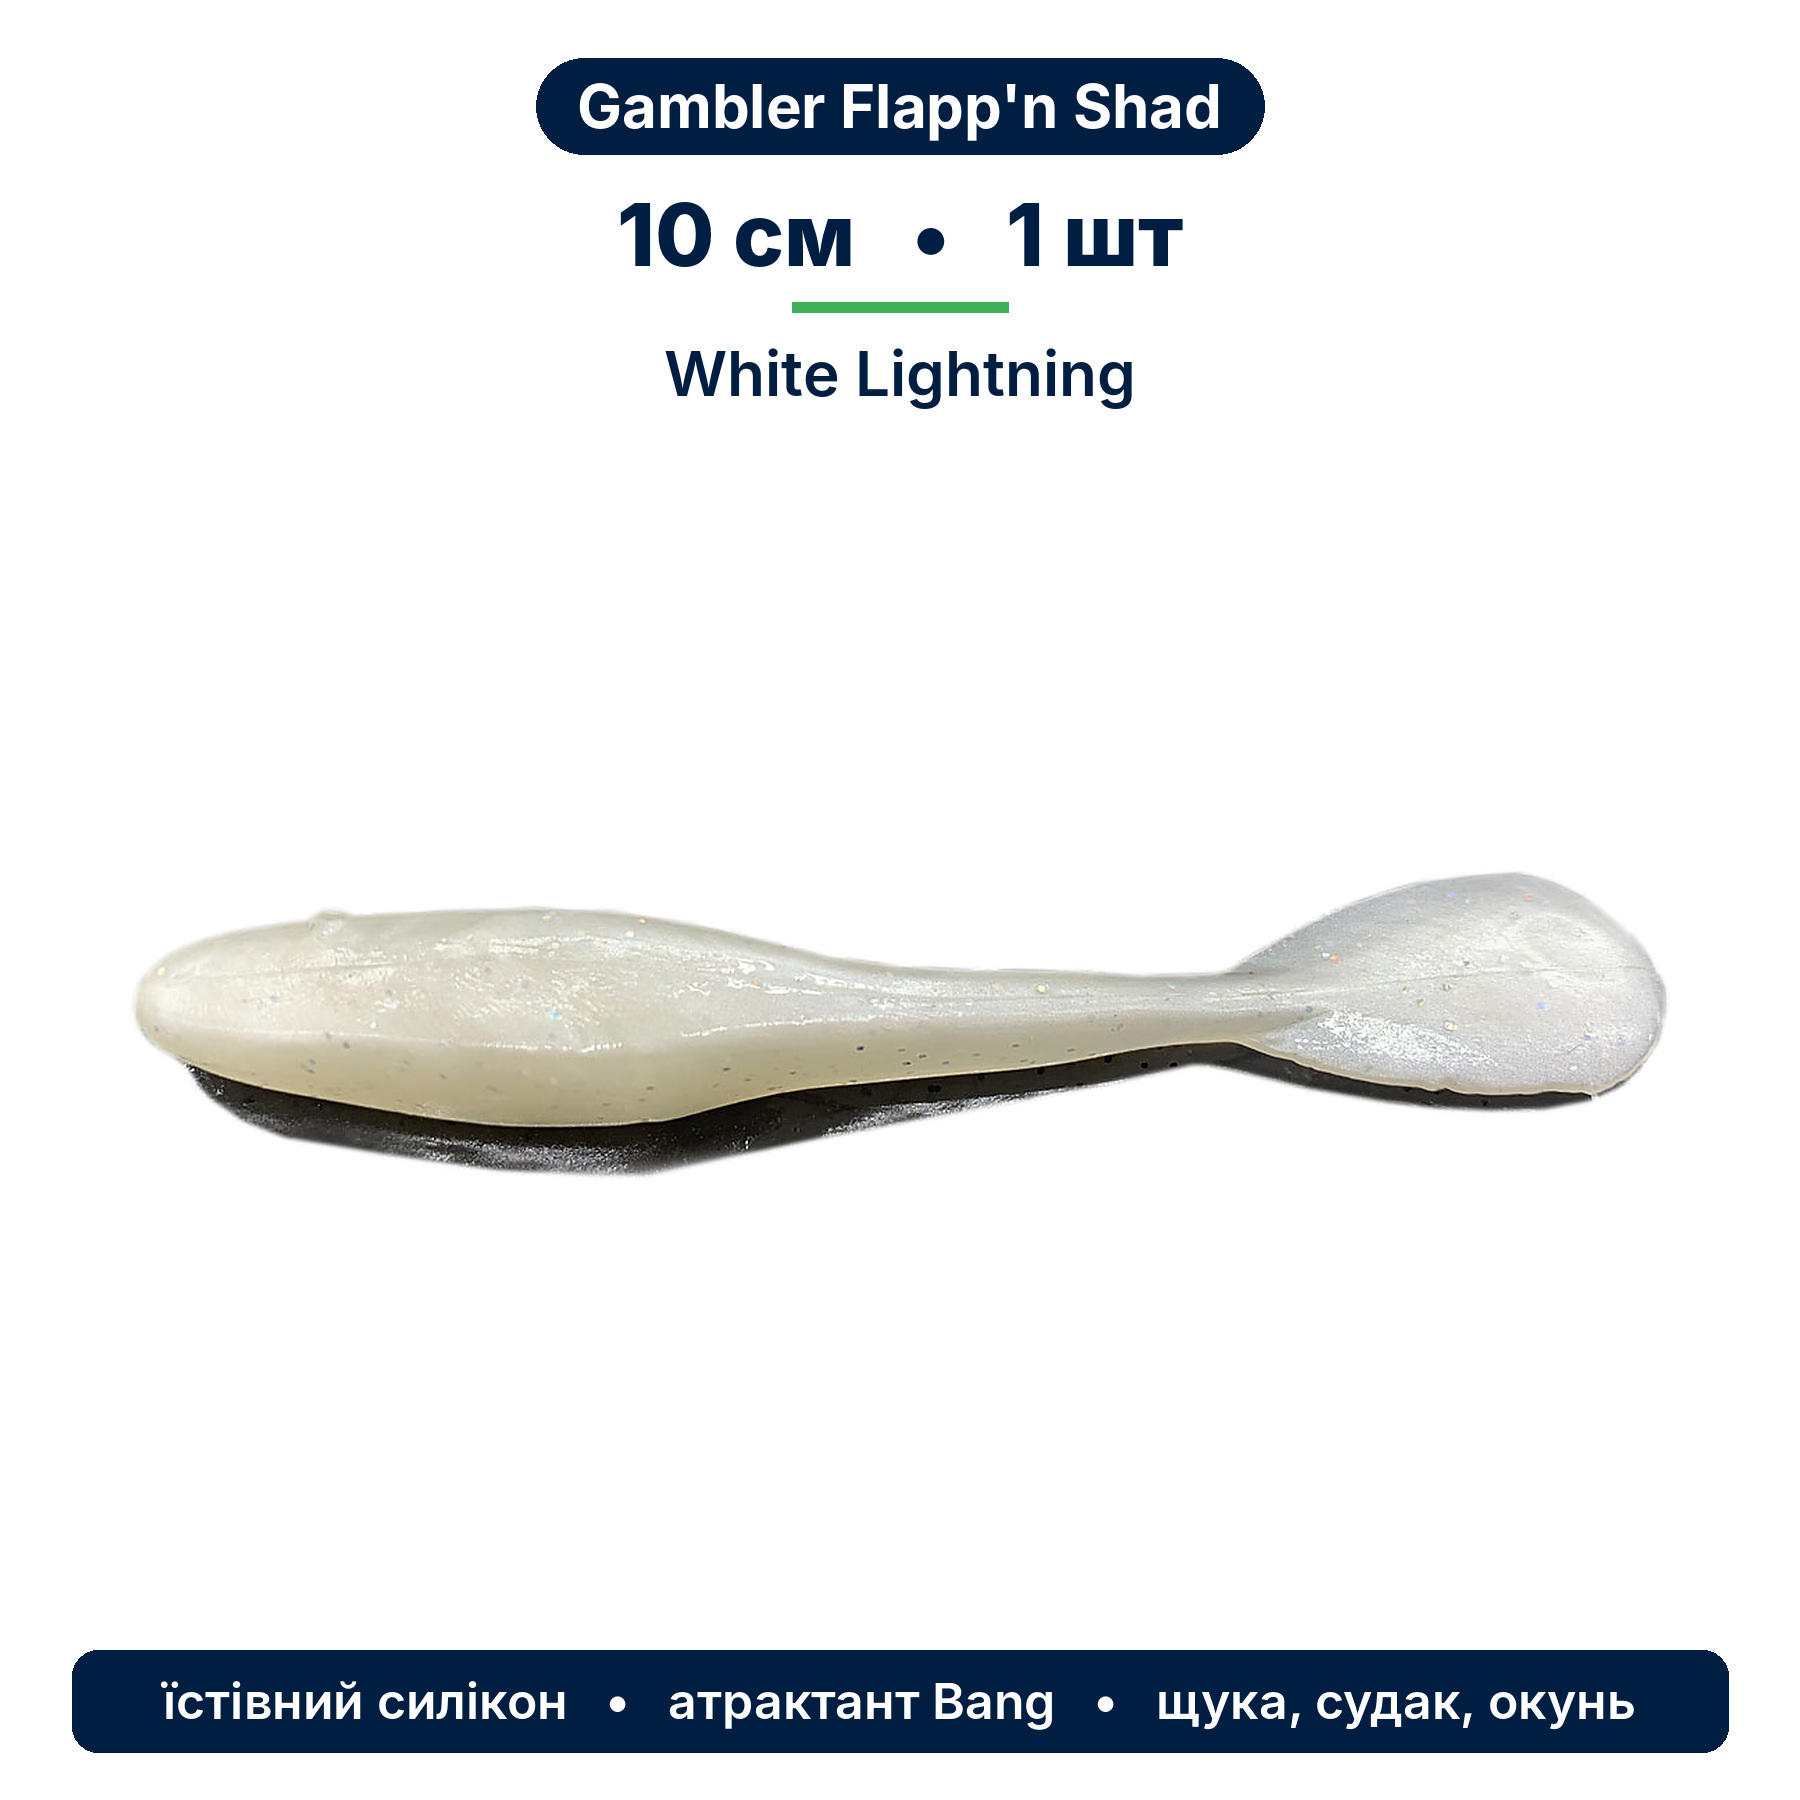 Gambler Flapp'n Shad
10 см • 1 шт
White Lightning
їстівний силікон • атрактант Bang • щука, судак, окунь